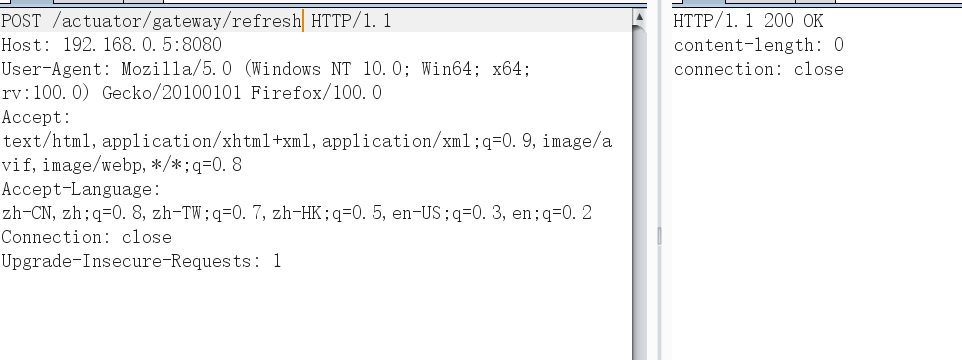 POST /actuator/gateway/refresh HTTP/1.1
Host: 192.168.0.5:8080
User-Agent: Mozilla/5.0 (Windows NT 10.0; Win64; x64;
rv:100.0) Gecko/20100101 Firefox/100.0
Accept:
text/html,application/xhtml+xml,application/xml;q=0.9,image/a
vif,image/webp,*/*;q=0.8
Accept-Language:
zh-CN,zh;q=0.8,zh-TW;q=0.7,zh-HK;q=0.5,en-US;q=0.3,en;q=0.2
Connection: close
Upgrade-Insecure-Requests: 1
HTTP/1.1 200 OK
content-length: 0
connection: close